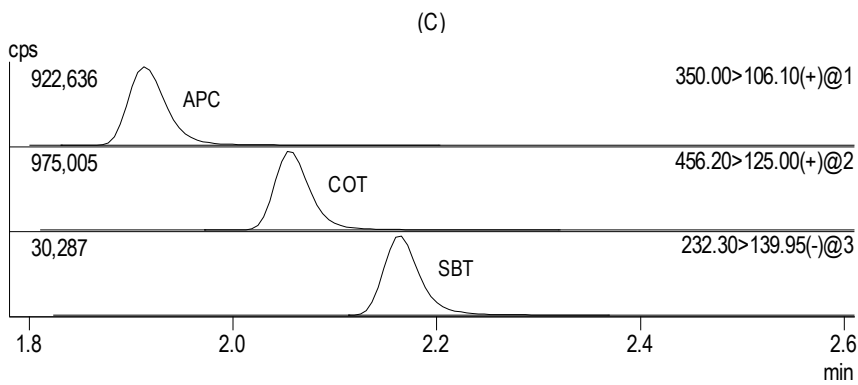 (C)
cps
922,636 APC 350.00>106.10(+)@1
975,005 COT 456.20>125.00(+)@2
30,287 SBT 232.30>139.95(-)@3
1.8 2.0 2.2 2.4 2.6
min